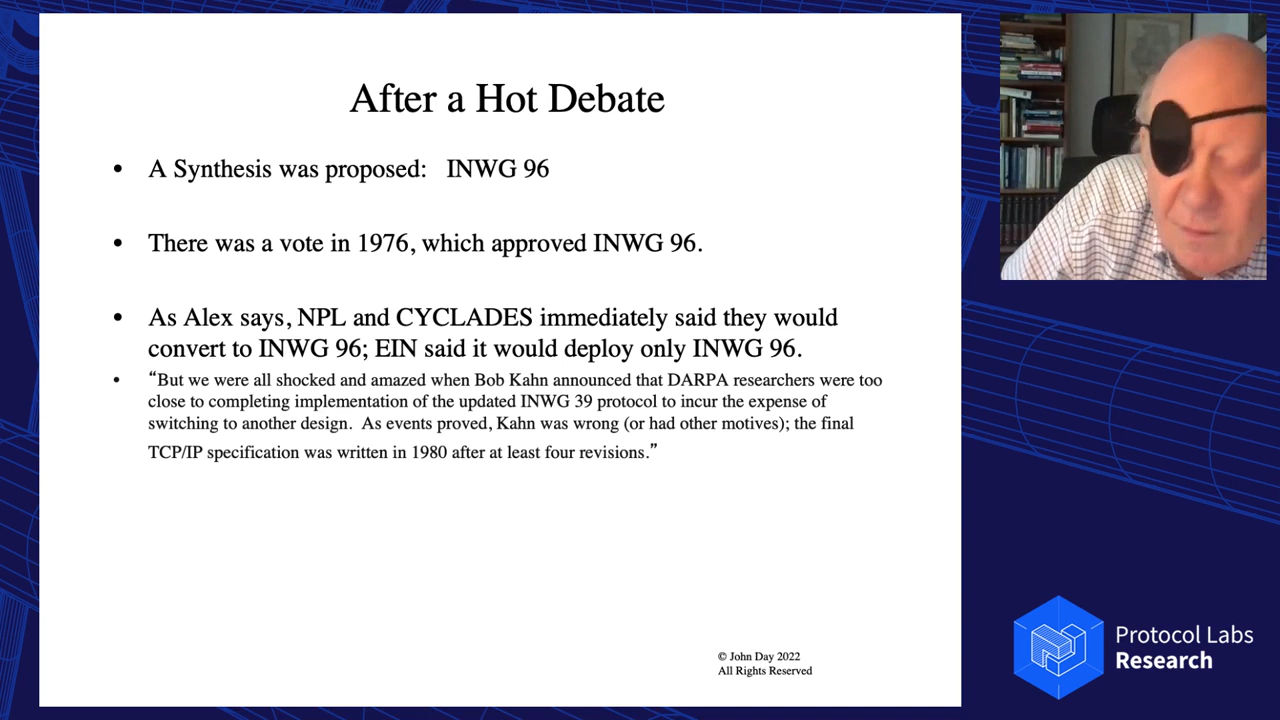 After a Hot Debate
• A Synthesis was proposed: INWG 96
• There was a vote in 1976, which approved INWG 96.
• As Alex says, NPL and CYCLADES immediately said they would
convert to INWG 96; EIN said it would deploy only INWG 96.
• “But we were all shocked and amazed when Bob Kahn announced that DARPA researchers were too
close to completing implementation of the updated INWG 39 protocol to incur the expense of
switching to another design. As events proved, Kahn was wrong (or had other motives); the final
TCP/IP specification was written in 1980 after at least four revisions.”
© John Day 2022
All Rights Reserved
Protocol Labs
Research